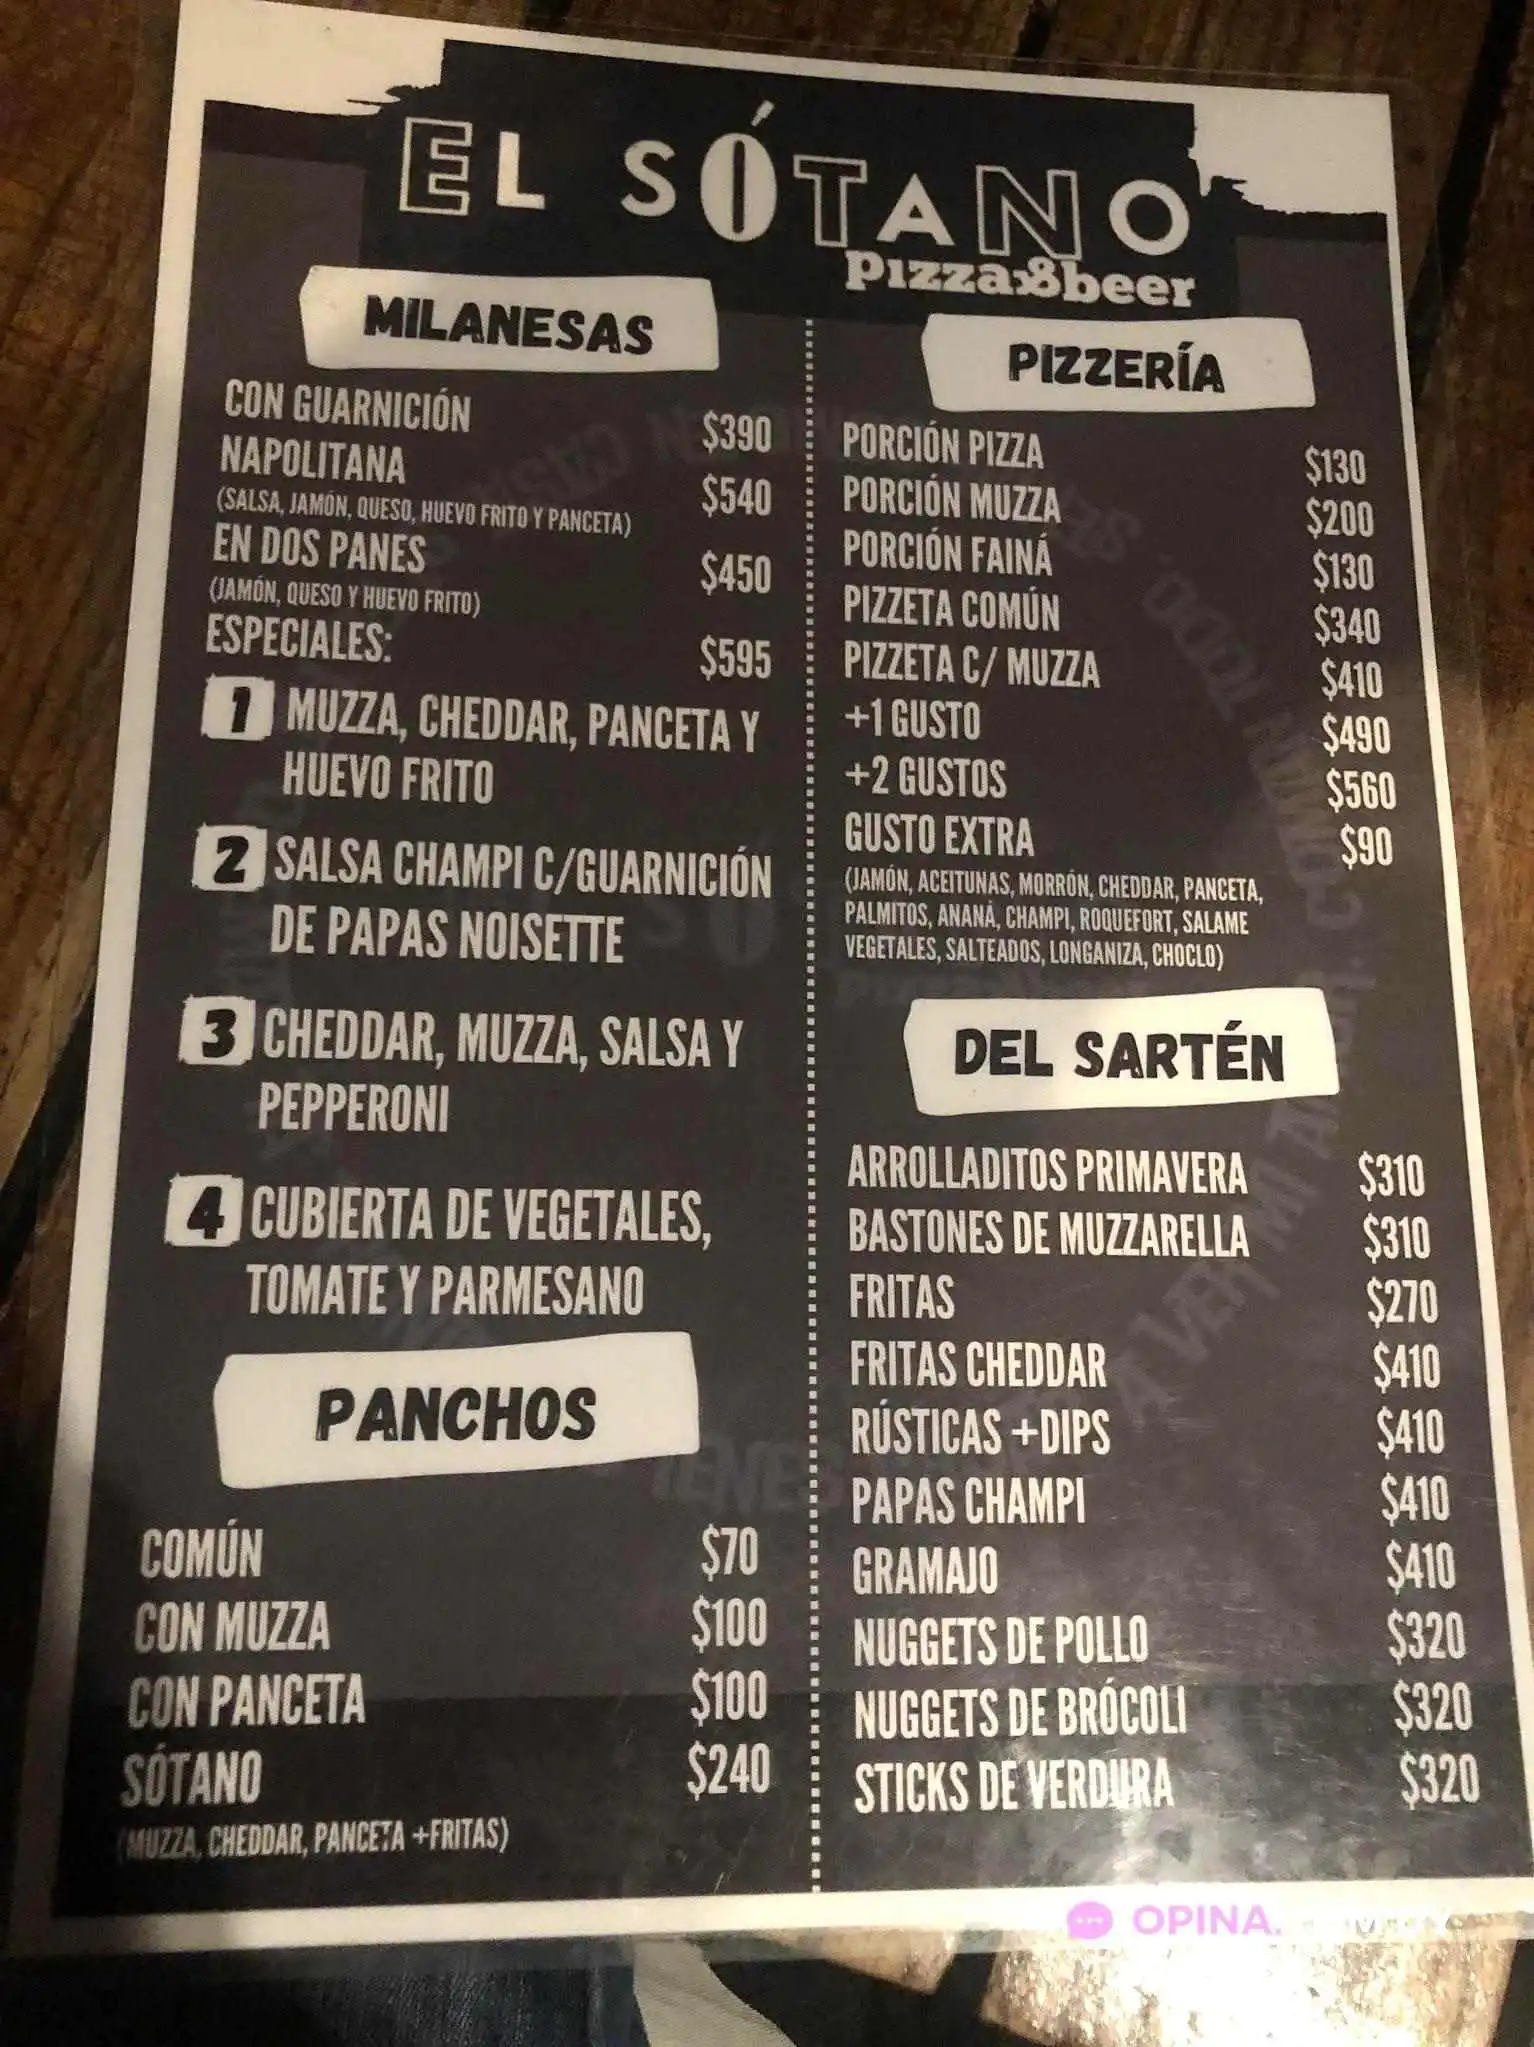 EL SÓTANO
pizza&beer
MILANESAS
CON GUARNICIÓN $390
NAPOLITANA $540
(SALSA, JAMÓN, QUESO, HUEVO FRITO Y PANCETA)
EN DOS PANES $450
(JAMÓN, QUESO Y HUEVO FRITO)
ESPECIALES: $595
1 MUZZA, CHEDDAR, PANCETA Y
HUEVO FRITO
2 SALSA CHAMPI C/GUARNICIÓN
DE PAPAS NOISETTE
3 CHEDDAR, MUZZA, SALSA Y
PEPPERONI
4 CUBIERTA DE VEGETALES,
TOMATE Y PARMESANO
PANCHOS
COMÚN $70
CON MUZZA $100
CON PANCETA $100
SÓTANO $240
(MUZZA, CHEDDAR, PANCETA +FRITAS)
PIZZERÍA
PORCIÓN PIZZA $130
PORCIÓN MUZZA $200
PORCIÓN FAINÁ $130
PIZZETA COMÚN $340
PIZZETA C/ MUZZA $410
+1 GUSTO $490
+2 GUSTOS $560
GUSTO EXTRA $90
(JAMÓN, ACEITUNAS, MORRÓN, CHEDDAR, PANCETA,
PALMITOS, ANANÁ, CHAMPI, ROQUEFORT, SALAME
VEGETALES, SALTEADOS, LONGANIZA, CHOCLO)
DEL SARTÉN
ARROLLADITOS PRIMAVERA $310
BASTONES DE MUZZARELLA $310
FRITAS $270
FRITAS CHEDDAR $410
RÚSTICAS +DIPS $410
PAPAS CHAMPI $410
GRAMAJO $410
NUGGETS DE POLLO $320
NUGGETS DE BRÓCOLI $320
STICKS DE VERDURA $320
OPINA.